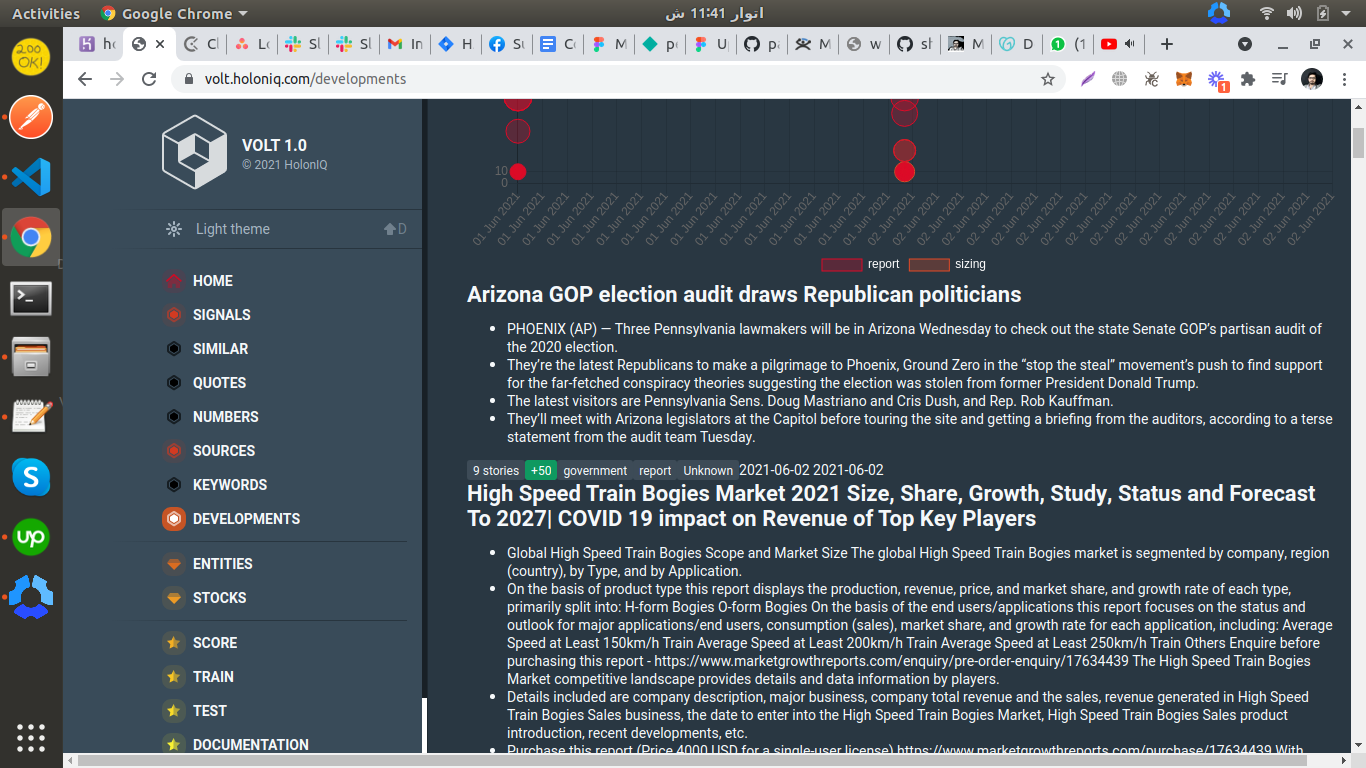 Activities
Google Chrome
اتوار 11:41 ش
200
OK!
up
h
Cl
Lo
Sl
Sl
In
H
Su
Co
M
p
U
p
M
w
sh
M
D
(1
volt.holoniq.com/developments
1
VOLT 1.0
© 2021 HolonIQ
Light theme
D
HOME
SIGNALS
SIMILAR
QUOTES
NUMBERS
SOURCES
KEYWORDS
DEVELOPMENTS
ENTITIES
STOCKS
SCORE
TRAIN
TEST
DOCUMENTATION
10
0
01 Jun 2021 01 Jun 2021 01 Jun 2021 01 Jun 2021 01 Jun 2021 01 Jun 2021 01 Jun 2021 01 Jun 2021 01 Jun 2021 01 Jun 2021 01 Jun 2021 01 Jun 2021 01 Jun 2021 01 Jun 2021 01 Jun 2021 01 Jun 2021 02 Jun 2021 02 Jun 2021 02 Jun 2021 02 Jun 2021 02 Jun 2021 02 Jun 2021 02 Jun 2021 02 Jun 2021 02 Jun 2021 02 Jun 2021 02 Jun 2021 02 Jun 2021 02 Jun 2021 02 Jun 2021 02 Jun 2021 02 Jun 2021 02 Jun 2021 02 Jun 2021
report
sizing
Arizona GOP election audit draws Republican politicians
PHOENIX (AP) — Three Pennsylvania lawmakers will be in Arizona Wednesday to check out the state Senate GOP's partisan audit of
the 2020 election.
They're the latest Republicans to make a pilgrimage to Phoenix, Ground Zero in the “stop the steal” movement's push to find support
for the far-fetched conspiracy theories suggesting the election was stolen from former President Donald Trump.
The latest visitors are Pennsylvania Sens. Doug Mastriano and Cris Dush, and Rep. Rob Kauffman.
They'll meet with Arizona legislators at the Capitol before touring the site and getting a briefing from the auditors, according to a terse
statement from the audit team Tuesday.
9 stories +50 government report Unknown 2021-06-02 2021-06-02
High Speed Train Bogies Market 2021 Size, Share, Growth, Study, Status and Forecast
To 2027| COVID 19 impact on Revenue of Top Key Players
Global High Speed Train Bogies Scope and Market Size The global High Speed Train Bogies market is segmented by company, region
(country), by Type, and by Application.
On the basis of product type this report displays the production, revenue, price, and market share, and growth rate of each type,
primarily split into: H-form Bogies O-form Bogies On the basis of the end users/applications this report focuses on the status and
outlook for major applications/end users, consumption (sales), market share, and growth rate for each application, including: Average
Speed at Least 150km/h Train Average Speed at Least 200km/h Train Average Speed at Least 250km/h Train Others Enquire before
purchasing this report - https://www.marketgrowthreports.com/enquiry/pre-order-enquiry/17634439 The High Speed Train Bogies
Market competitive landscape provides details and data information by players.
Details included are company description, major business, company total revenue and the sales, revenue generated in High Speed
Train Bogies Sales business, the date to enter into the High Speed Train Bogies Market, High Speed Train Bogies Sales product
introduction, recent developments, etc.
Purchase this report (Price 4000 USD for a single-user license) https://www.marketgrowthreports.com/purchase/17634439 With